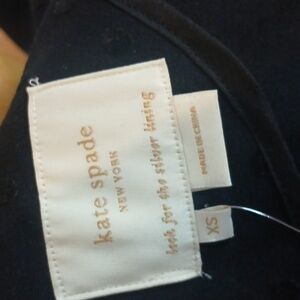 kate spade
NEW YORK
look for the silver lining
MADE IN CHINA
XS